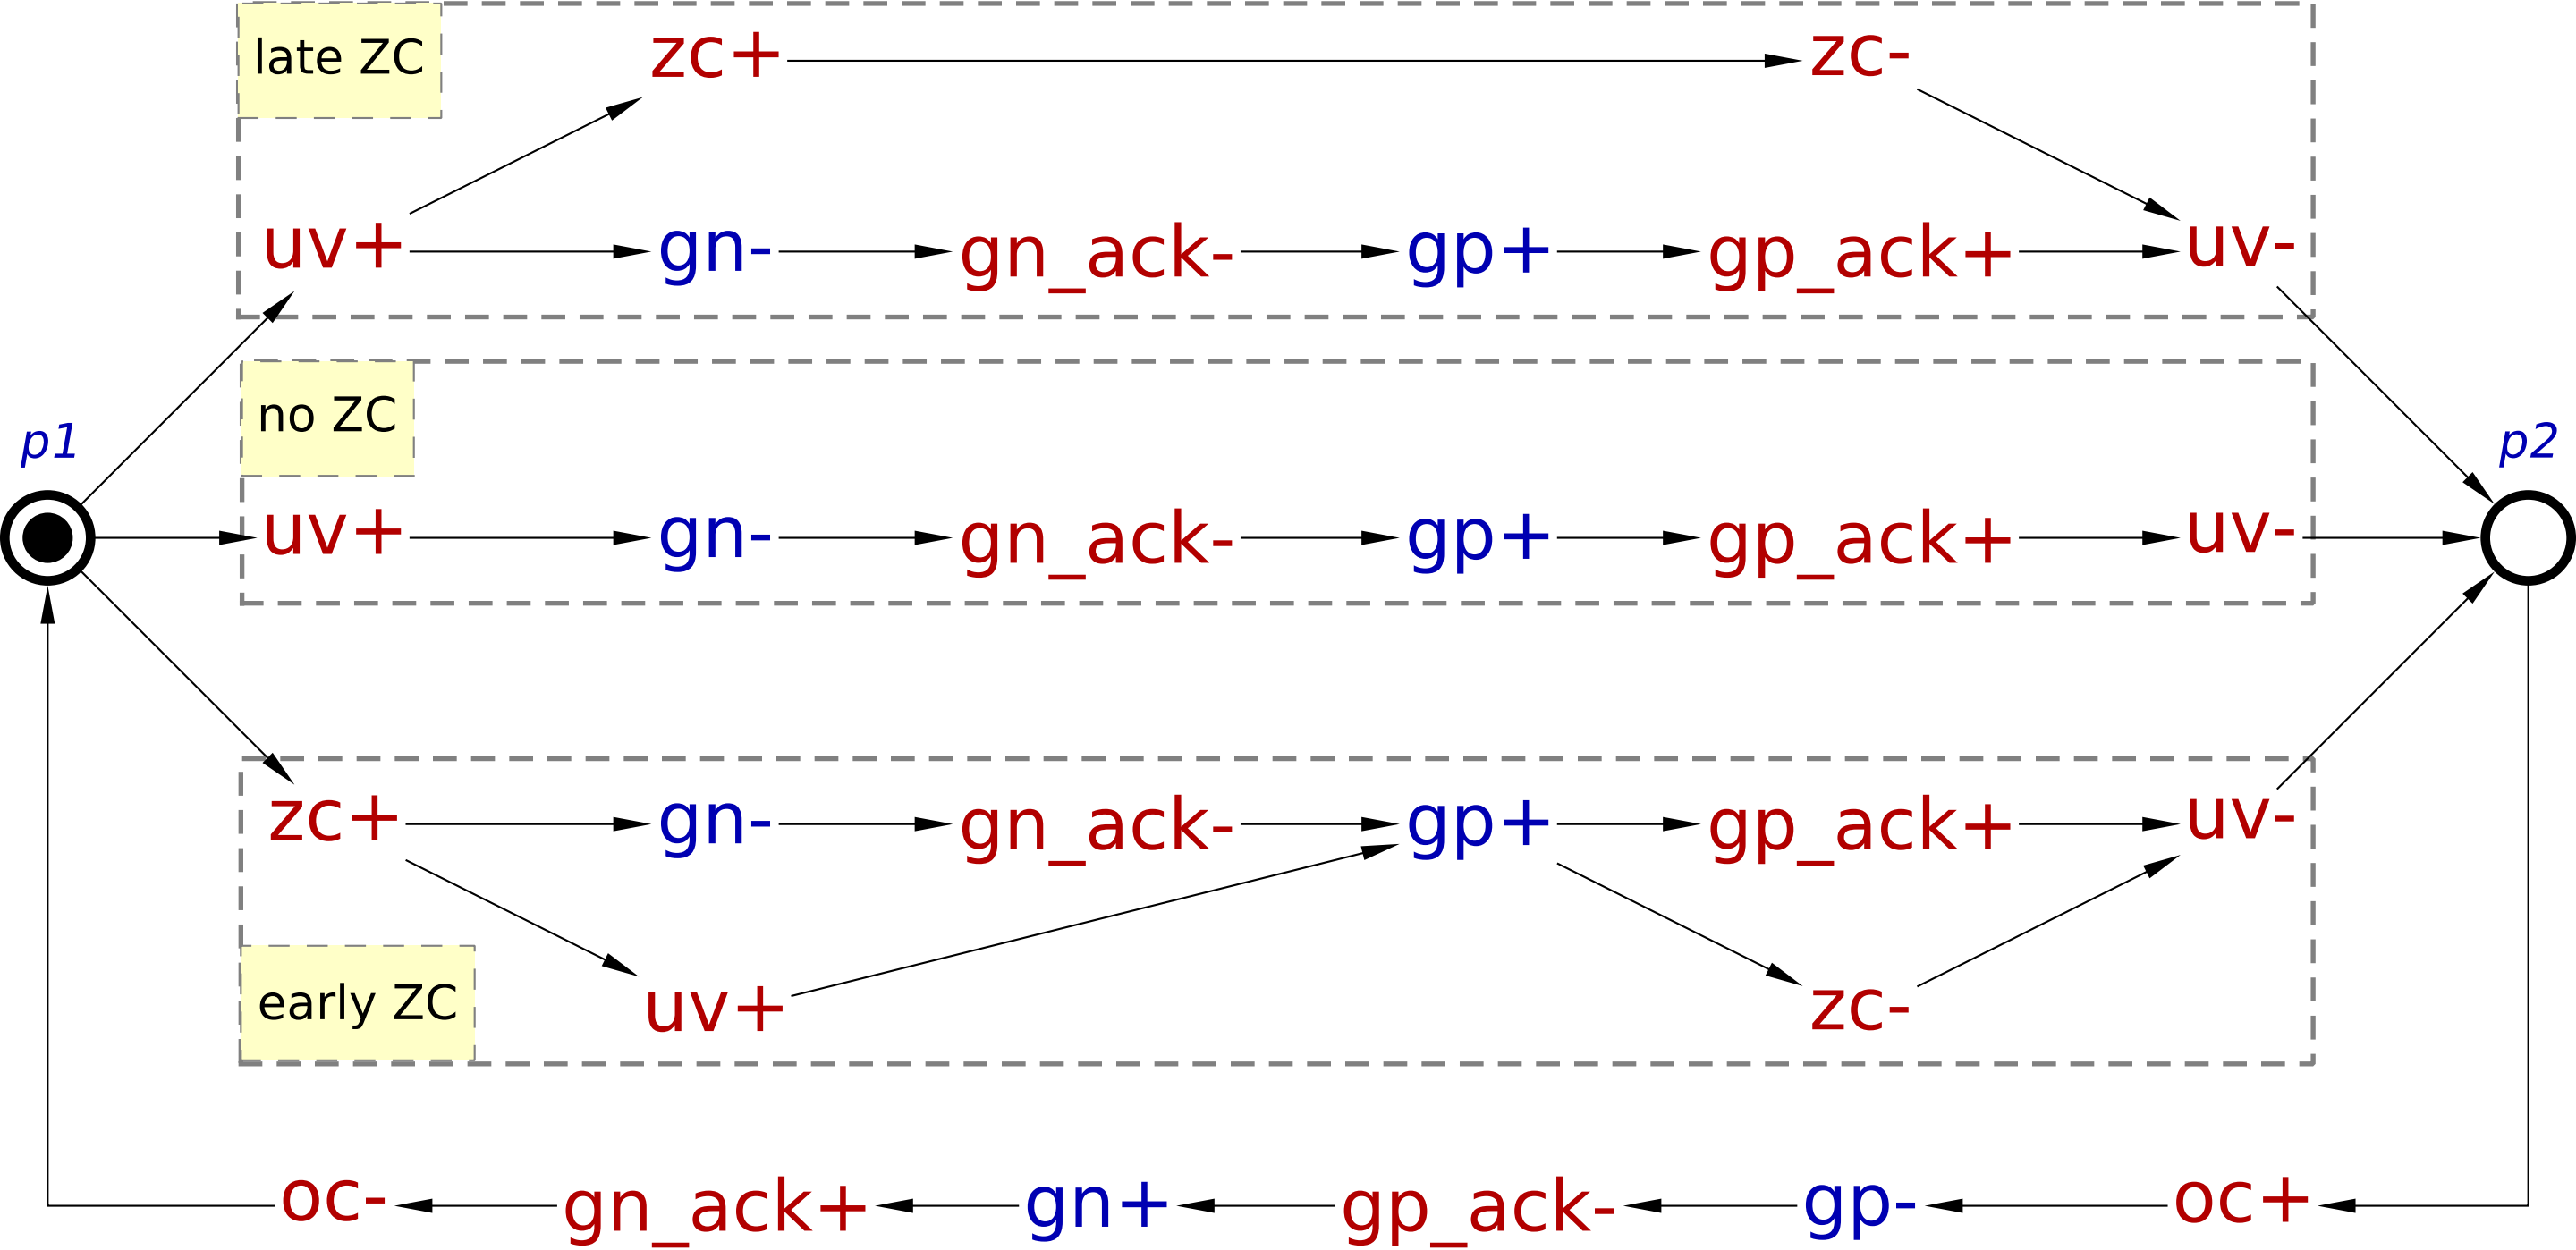 late ZC
zc+ zc-
uv+ gn- gn_ack- gp+ gp_ack+ uv-
no ZC
p1 p2
uv+ gn- gn_ack- gp+ gp_ack+ uv-
zc+ gn- gn_ack- gp+ gp_ack+ uv-
early ZC
uv+ zc-
oc- gn_ack+ gn+ gp_ack- gp- oc+